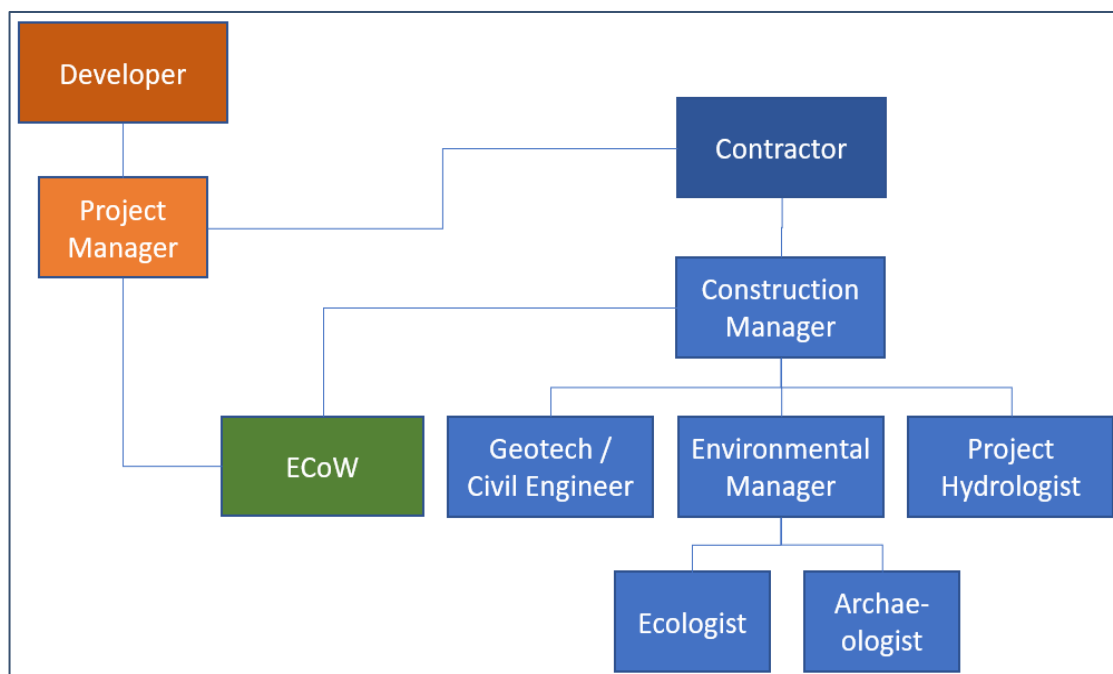 Developer
Contractor
Project
Manager
Construction
Manager
ECoW
Geotech /
Civil Engineer
Environmental
Manager
Project
Hydrologist
Ecologist
Archae-
ologist